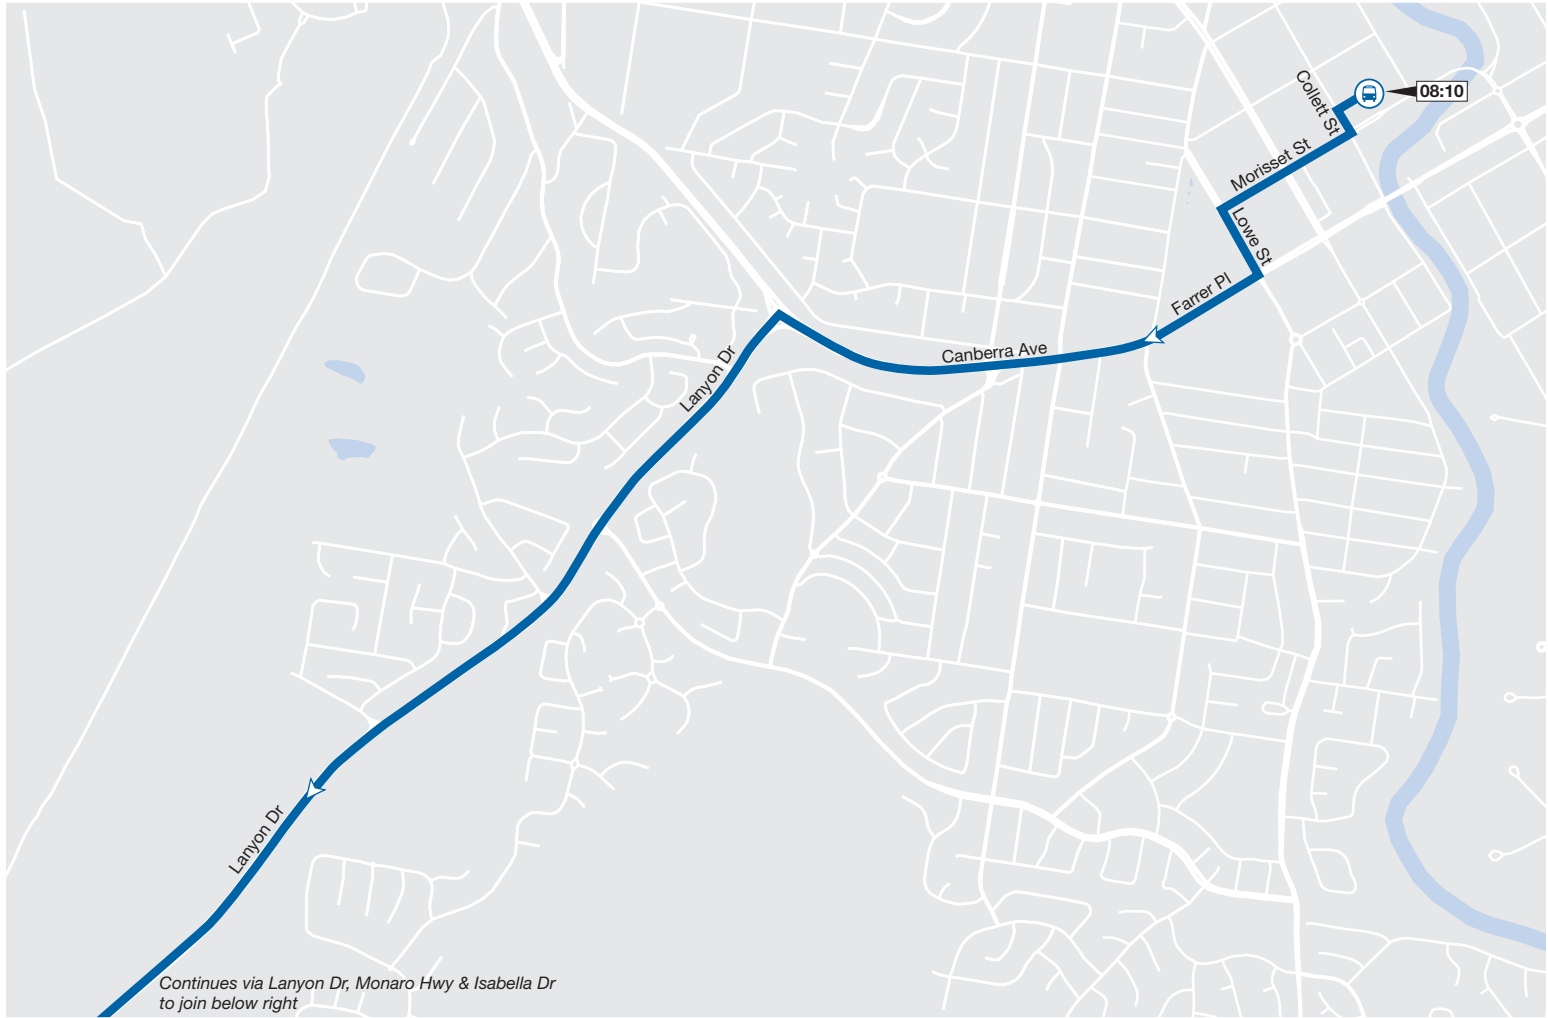 Collett St
08:10
Morisset St
Lowe St
Farrer Pl
Canberra Ave
Lanyon Dr
Lanyon Dr
Continues via Lanyon Dr, Monaro Hwy & Isabella Dr
to join below right